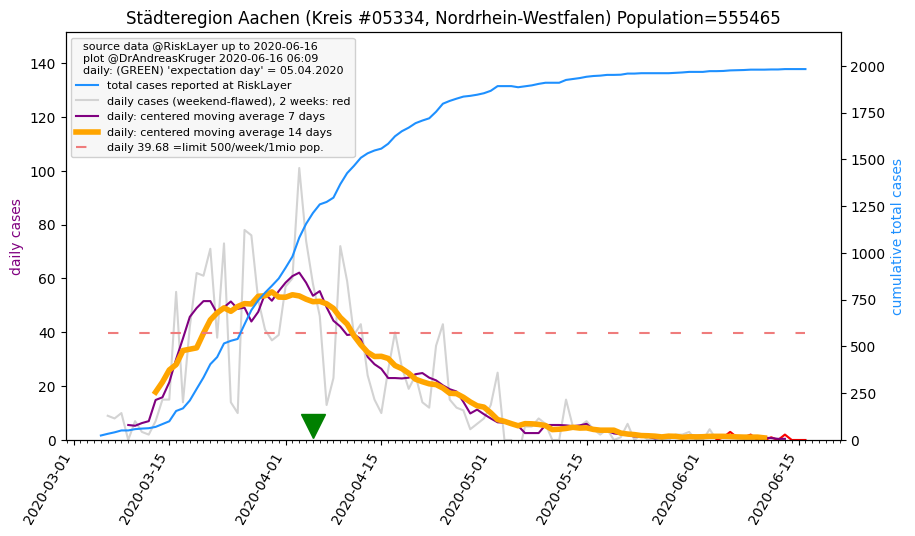 Städteregion Aachen (Kreis #05334, Nordrhein-Westfalen) Population=555465
source data @RiskLayer up to 2020-06-16
plot @DrAndreasKruger 2020-06-16 06:09
daily: (GREEN) 'expectation day' = 05.04.2020
total cases reported at RiskLayer
daily cases (weekend-flawed), 2 weeks: red
daily: centered moving average 7 days
daily: centered moving average 14 days
daily 39.68 =limit 500/week/1mio pop.
daily cases
140
120
100
80
60
40
20
0
cumulative total cases
2000
1750
1500
1250
1000
750
500
250
0
2020-03-01
2020-03-15
2020-04-01
2020-04-15
2020-05-01
2020-05-15
2020-06-01
2020-06-15